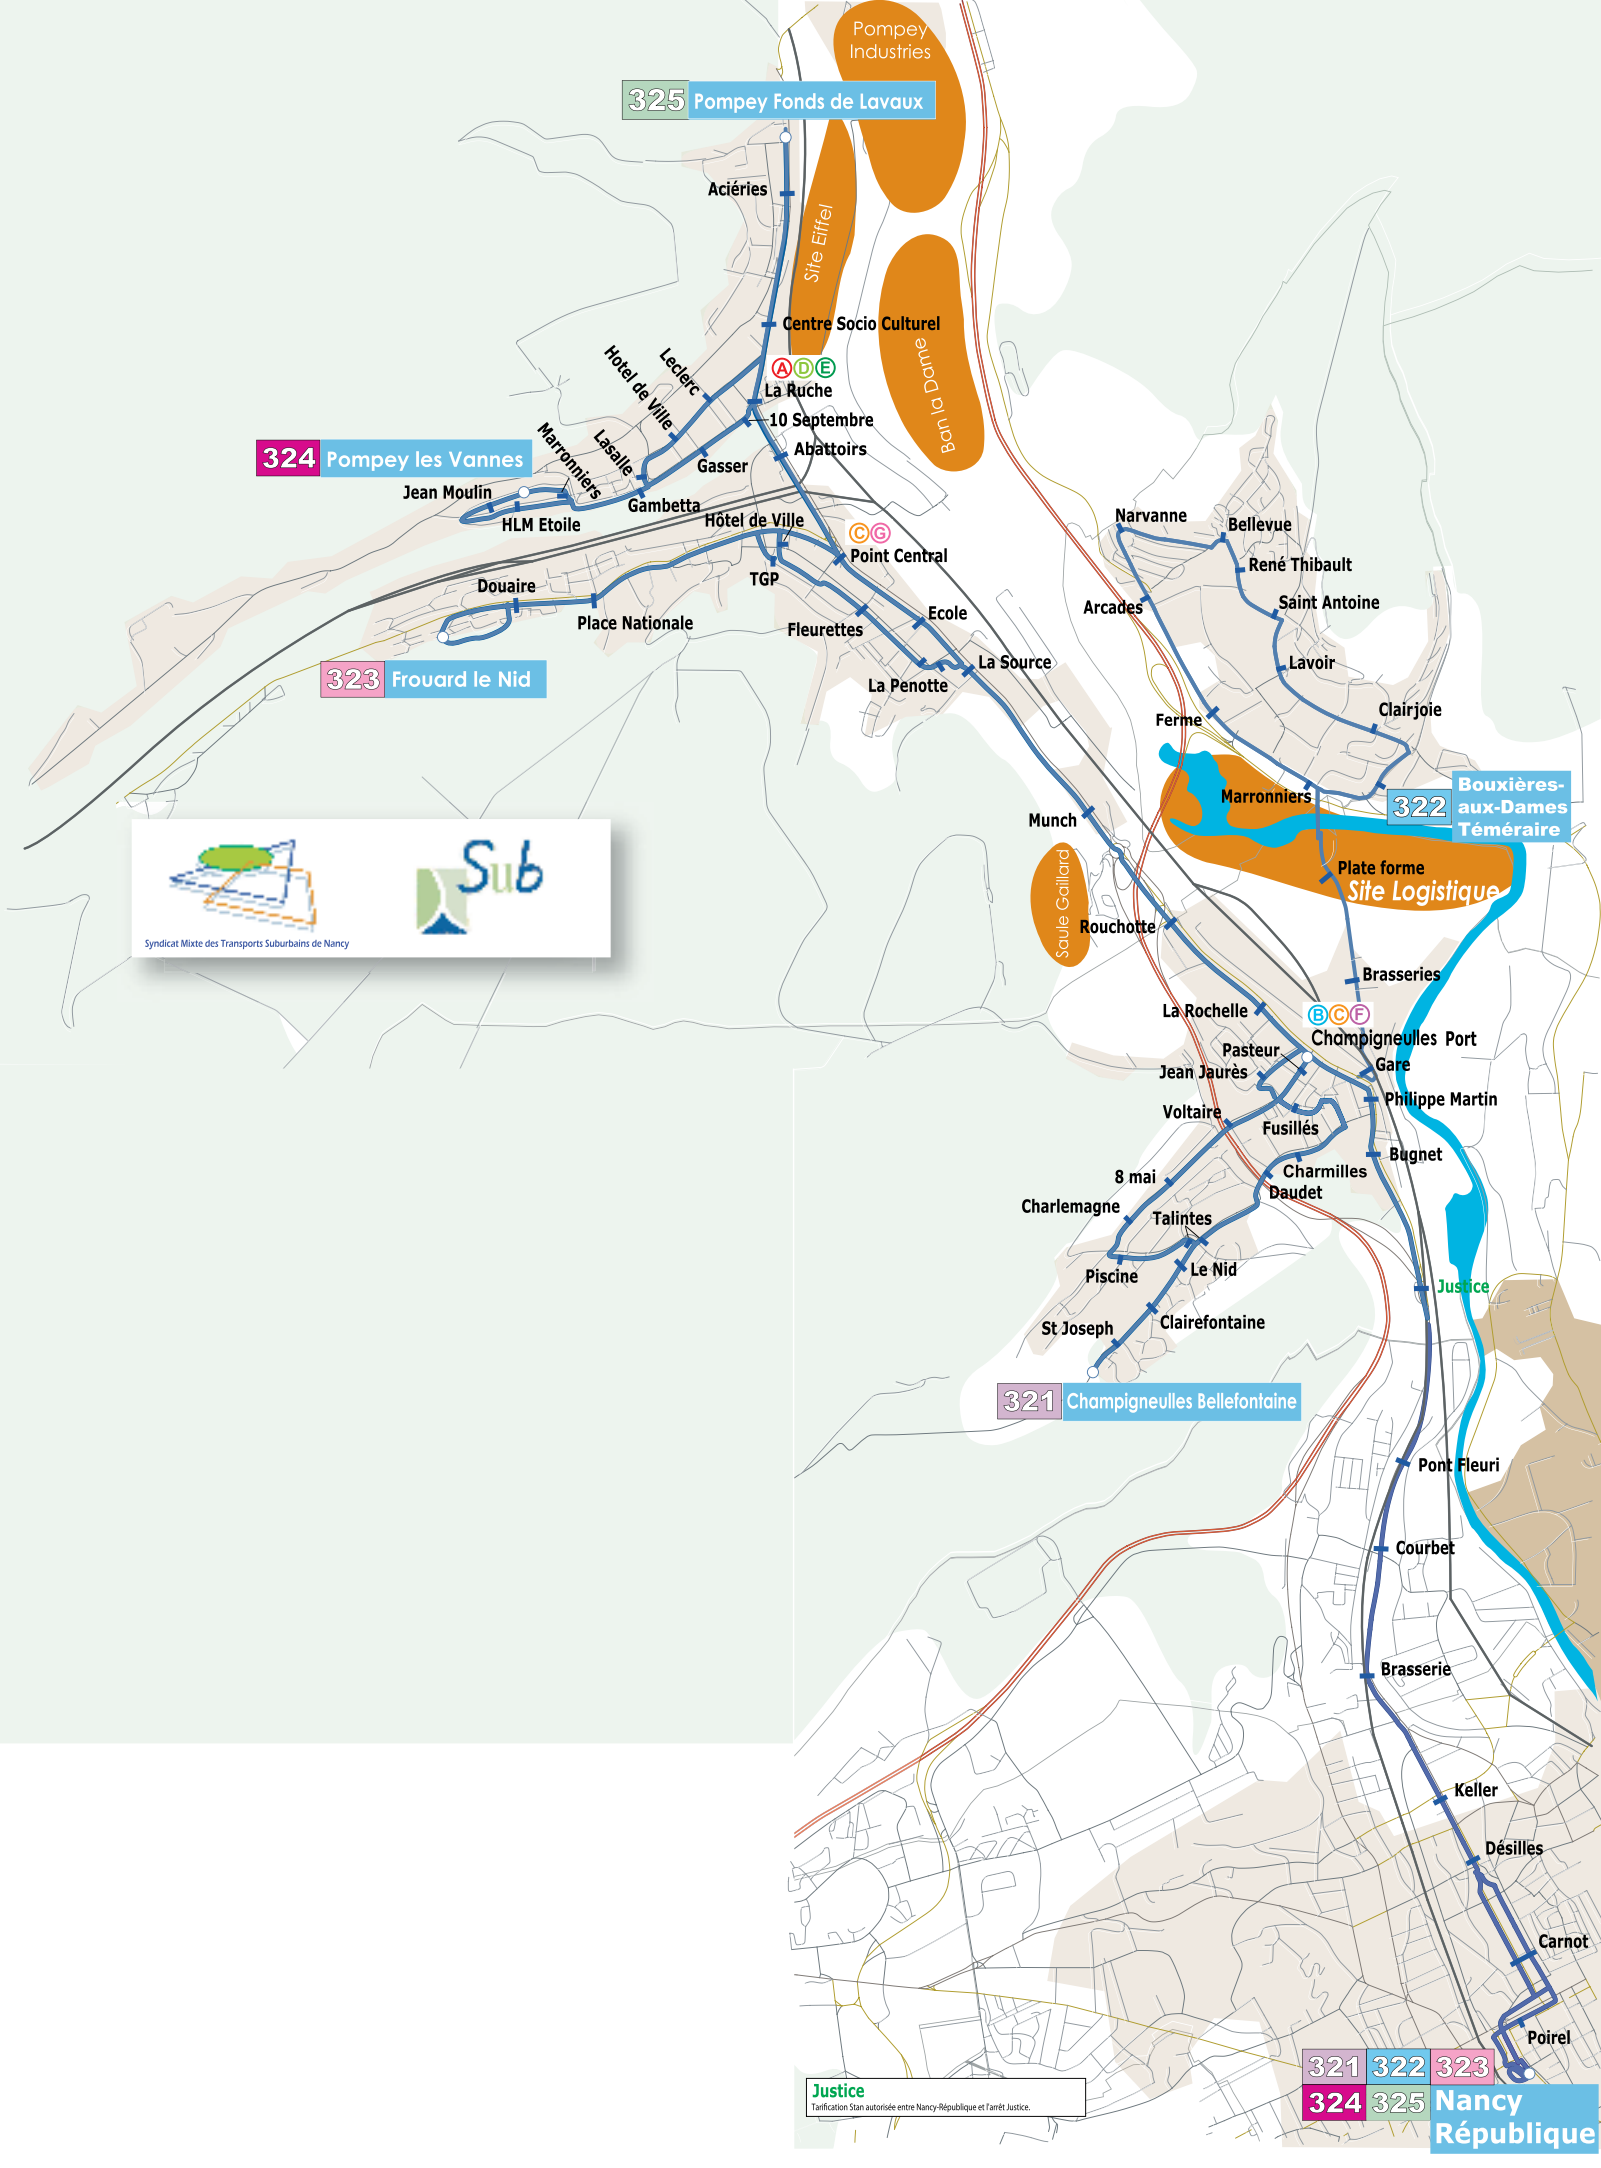 Pompey
Industries
325 Pompey Fonds de Lavaux
Aciéries
Site Eiffel
Centre Socio Culturel
Ban la Dame
A D E
La Ruche
10 Septembre
Abattoirs
Leclerc
Hotel de Ville
Lasalle
Marronniers
324 Pompey les Vannes
Jean Moulin
HLM Etoile
Gasser
Gambetta
Hôtel de Ville
C G
Point Central
TGP
Douaire
Place Nationale
Fleurettes
Ecole
La Source
La Penotte
323 Frouard le Nid
Narvanne
Bellevue
René Thibault
Arcades
Saint Antoine
Lavoir
Ferme
Clairjoie
Marronniers
322 Bouxières-
aux-Dames
Téméraire
Munch
Plate forme
Site Logistique
Saule Gaillard
Rouchotte
Sub
Syndicat Mixte des Transports Suburbains de Nancy
Brasseries
La Rochelle
B C F
Champigneulles Port
Pasteur
Gare
Jean Jaurès
Philippe Martin
Voltaire
Fusillés
Bugnet
8 mai
Charmilles
Daudet
Charlemagne
Talintes
Piscine
Le Nid
Justice
St Joseph
Clairefontaine
321 Champigneulles Bellefontaine
Pont Fleuri
Courbet
Brasserie
Keller
Désilles
Carnot
Poirel
321 322 323
324 325 Nancy
République
Justice
Tarification Stan autorisée entre Nancy-République et l'arrêt Justice.